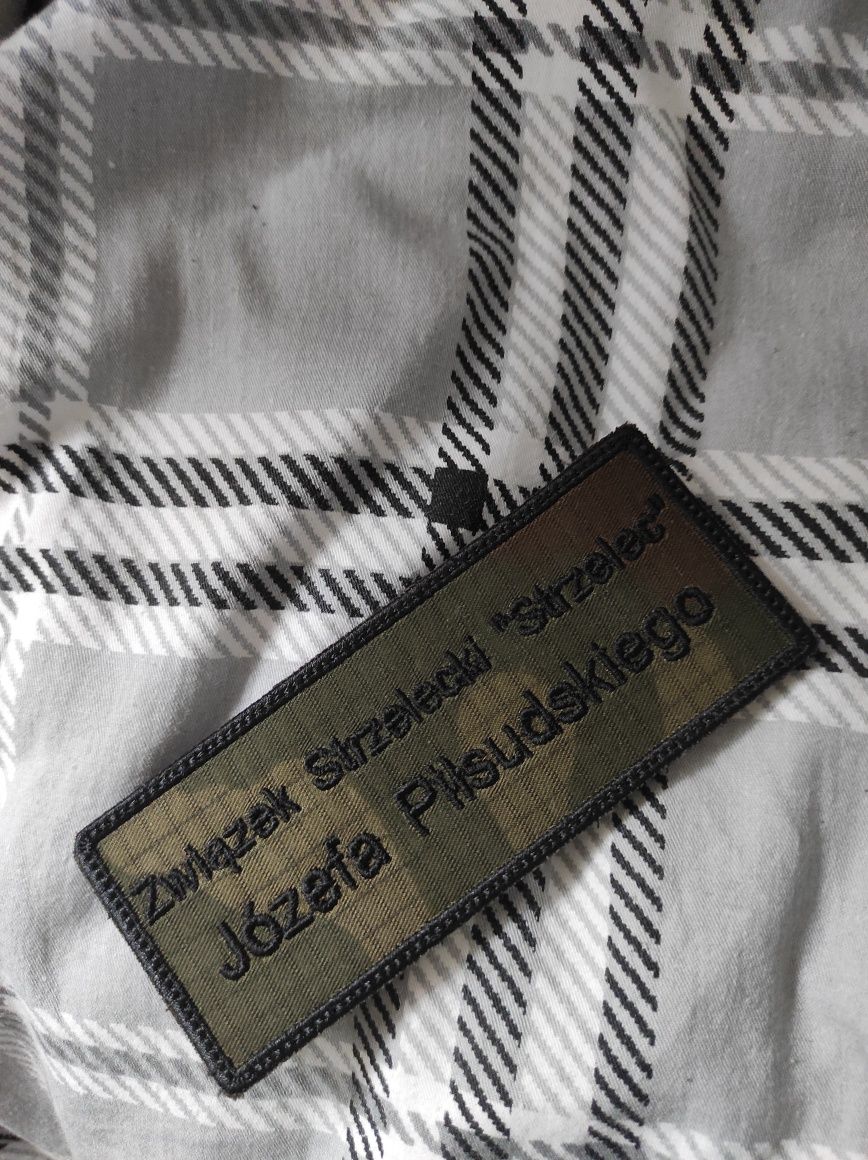 Związek Strzelecki "Strzelec"
Józefa Piłsudskiego